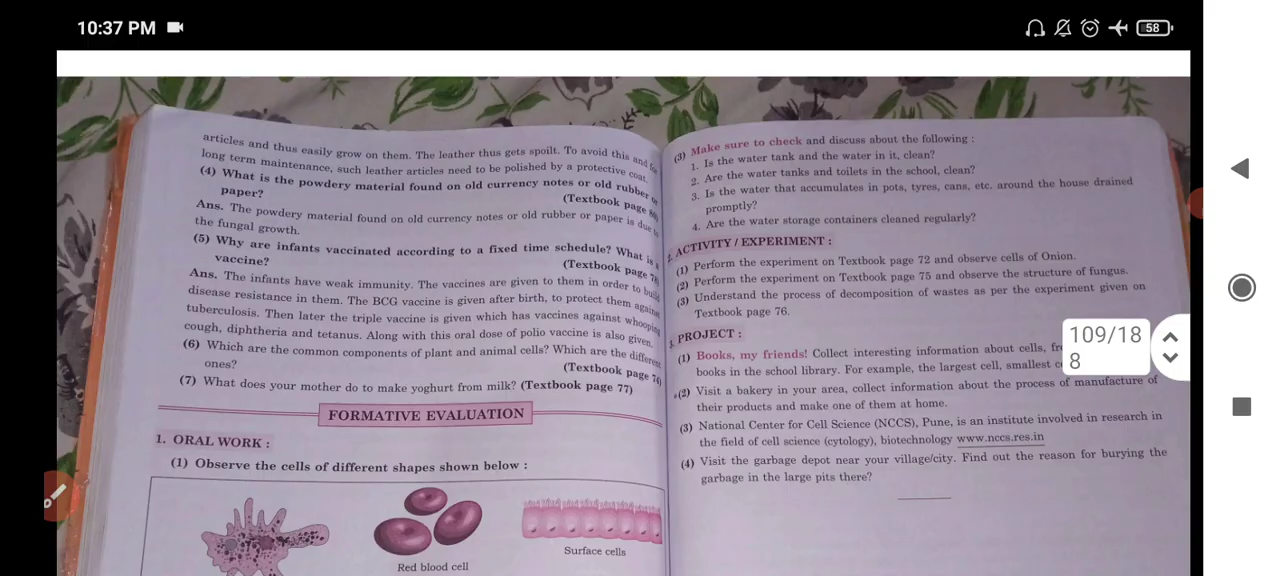 10:37 PM
58
articles and thus easily grow on them. The leather thus gets spoilt. To avoid this and for
long term maintenance, such leather articles need to be polished by a protective coat.
(4) What is the powdery material found on old currency notes or old rubber or
paper?
(Textbook page
Ans. The powdery material found on old currency notes or old rubber or paper is due to
the fungal growth.
(5) Why are infants vaccinated according to a fixed time schedule? What is a
vaccine?
(Textbook page
Ans. The infants have weak immunity. The vaccines are given to them in order to build
disease resistance in them. The BCG vaccine is given after birth, to protect them against
tuberculosis. Then later the triple vaccine is given which has vaccines against whooping
cough, diphtheria and tetanus. Along with this oral dose of polio vaccine is also given.
(6) Which are the common components of plant and animal cells? Which are the different
ones?
(Textbook page
(7) What does your mother do to make yoghurt from milk? (Textbook page 77)
FORMATIVE EVALUATION
1. ORAL WORK :
(1) Observe the cells of different shapes shown below :
Red blood cell
Surface cells
(3) Make sure to check and discuss about the following :
1. Is the water tank and the water in it, clean?
2. Are the water tanks and toilets in the school, clean?
3. Is the water that accumulates in pots, tyres, cans, etc. around the house drained
promptly?
4. Are the water storage containers cleaned regularly?
2. ACTIVITY / EXPERIMENT :
(1) Perform the experiment on Textbook page 72 and observe cells of Onion.
(2) Perform the experiment on Textbook page 75 and observe the structure of fungus.
(3) Understand the process of decomposition of wastes as per the experiment given on
Textbook page 76.
PROJECT :
(1) Books, my friends! Collect interesting information about cells,
books in the school library. For example, the largest cell, smallest
(2) Visit a bakery in your area, collect information about the process of manufacture of
their products and make one of them at home.
(3) National Center for Cell Science (NCCS), Pune, is an institute involved in research in
the field of cell science (cytology), biotechnology www.nccs.res.in
(4) Visit the garbage depot near your village/city. Find out the reason for burying the
garbage in the large pits there?
109/18
8